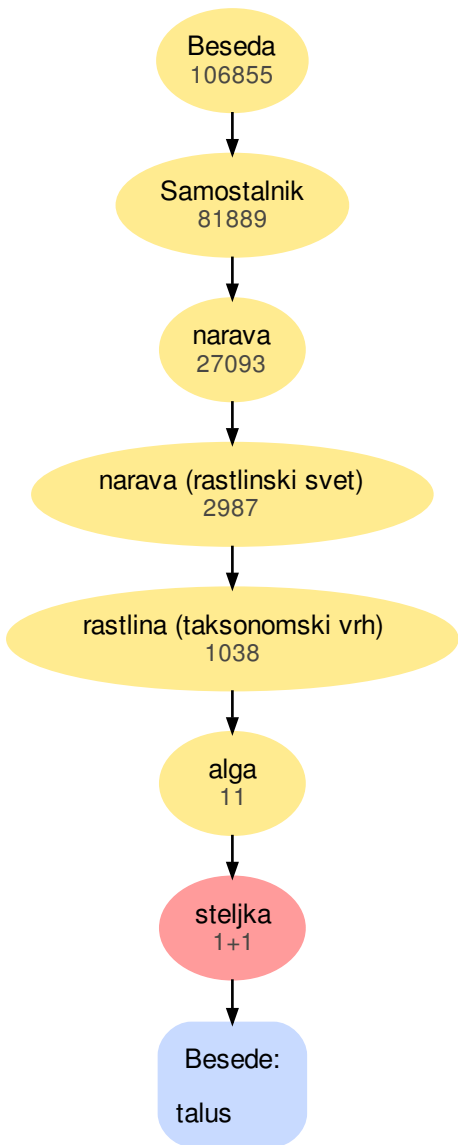 Beseda
106855
Samostalnik
81889
narava
27093
narava (rastlinski svet)
2987
rastlina (taksonomski vrh)
1038
alga
11
steljka
1+1
Besede:
talus